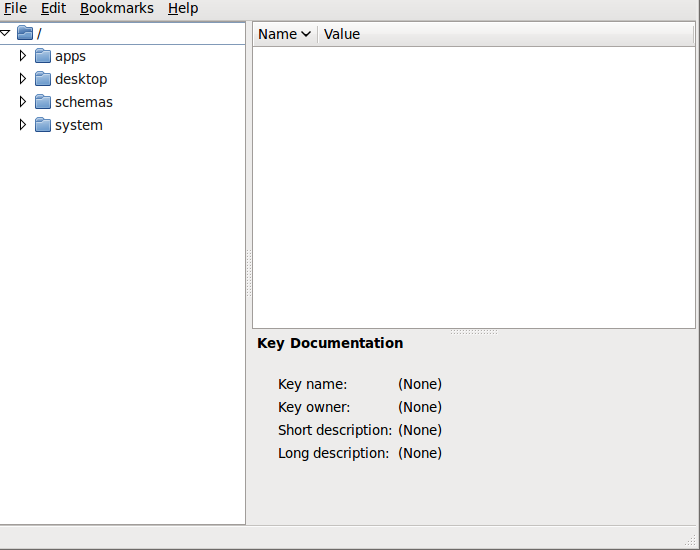 File Edit Bookmarks Help
/
apps
desktop
schemas
system
Name Value
Key Documentation
Key name: (None)
Key owner: (None)
Short description: (None)
Long description: (None)